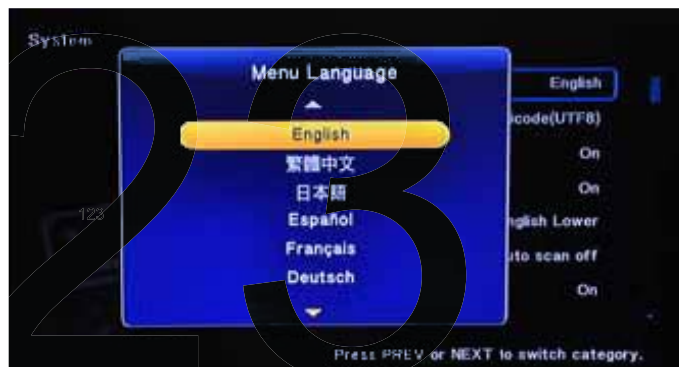 System
Menu Language
English
繁體中文
日本語
Español
Français
Deutsch
English
icode(UTF8)
On
On
nglish Lower
uto scan off
On
123
23
Press PREV or NEXT to switch category.